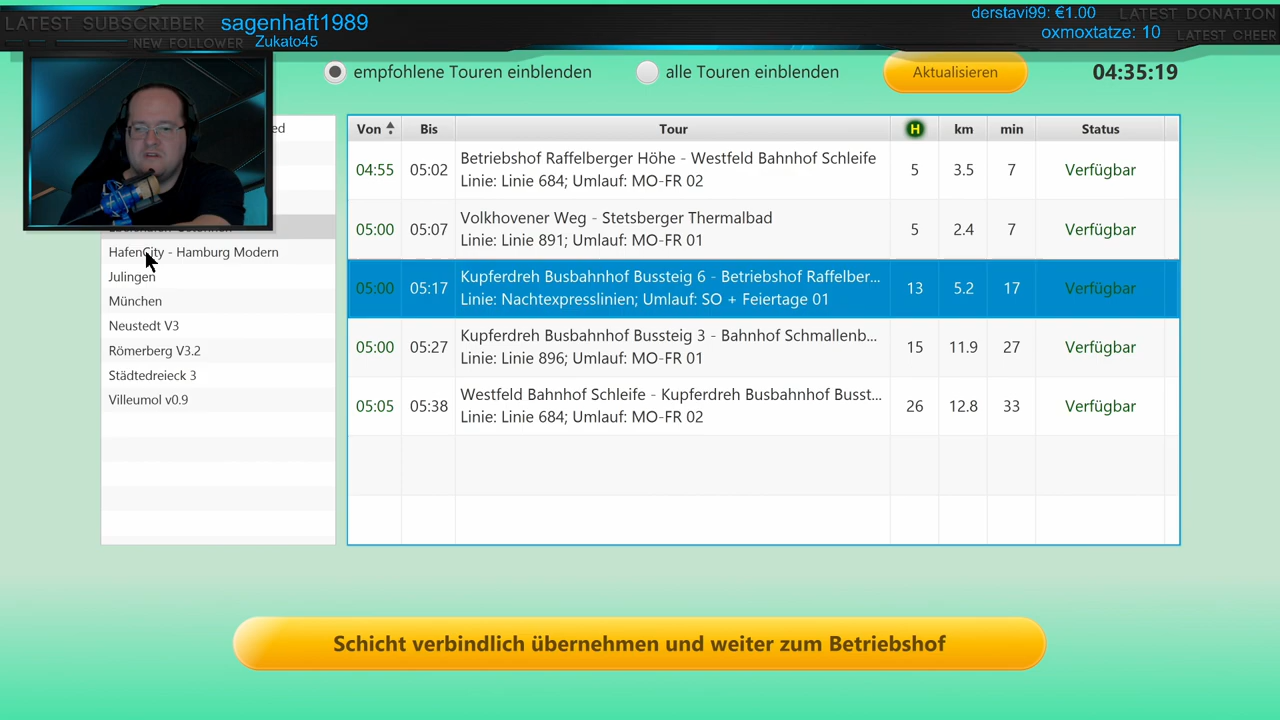 LATEST SUBSCRIBER sagenhaft1989
NEW FOLLOWER Zukato45
derstavi99: €1.00 LATEST DONATION
oxmoxtatze: 10 LATEST CHEER
empfohlene Touren einblenden
alle Touren einblenden
Aktualisieren
04:35:19
ed
HafenCity - Hamburg Modern
Julingen
München
Neustedt V3
Römerberg V3.2
Städtedreieck 3
Villeumol v0.9
Von Bis Tour H km min Status
04:55 05:02 Betriebshof Raffelberger Höhe - Westfeld Bahnhof Schleife 5 3.5 7 Verfügbar
Linie: Linie 684; Umlauf: MO-FR 02
05:00 05:07 Volkhovener Weg - Stetsberger Thermalbad 5 2.4 7 Verfügbar
Linie: Linie 891; Umlauf: MO-FR 01
05:00 05:17 Kupferdreh Busbahnhof Bussteig 6 - Betriebshof Raffelber... 13 5.2 17 Verfügbar
Linie: Nachtexpresslinien; Umlauf: SO + Feiertage 01
05:00 05:27 Kupferdreh Busbahnhof Bussteig 3 - Bahnhof Schmallenb... 15 11.9 27 Verfügbar
Linie: Linie 896; Umlauf: MO-FR 01
05:05 05:38 Westfeld Bahnhof Schleife - Kupferdreh Busbahnhof Busst... 26 12.8 33 Verfügbar
Linie: Linie 684; Umlauf: MO-FR 02
Schicht verbindlich übernehmen und weiter zum Betriebshof